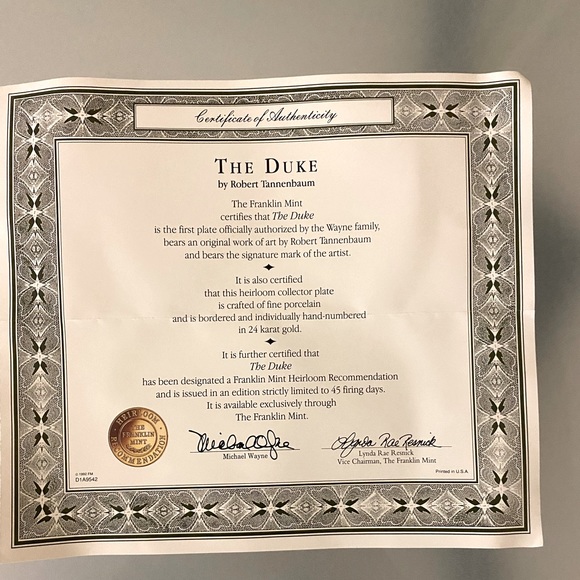 Certificate of Authenticity
THE DUKE
by Robert Tannenbaum
The Franklin Mint
certifies that The Duke
is the first plate officially authorized by the Wayne family,
bears an original work of art by Robert Tannenbaum
and bears the signature mark of the artist.
It is also certified
that this heirloom collector plate
is crafted of fine porcelain
and is bordered and individually hand-numbered
in 24 karat gold.
It is further certified that
The Duke
has been designated a Franklin Mint Heirloom Recommendation
and is issued in an edition strictly limited to 45 firing days.
It is available exclusively through
The Franklin Mint.
HEIRLOOM
THE
FRANKLIN
MINT
RECOMMENDATION
Michael Wayne
Lynda Rae Resnick
Lynda Rae Resnick
Vice Chairman, The Franklin Mint
D1A9542
Printed in U.S.A.